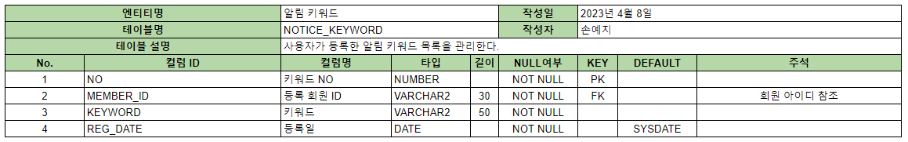 엔티티명 알림 키워드 작성일 2023년 4월 8일
테이블명 NOTICE_KEYWORD 작성자 손예지
테이블 설명 사용자가 등록한 알림 키워드 목록을 관리한다.
No. 컬럼 ID 컬럼명 타입 길이 NULL여부 KEY DEFAULT 주석
1 NO 키워드 NO NUMBER NOT NULL PK
2 MEMBER_ID 등록 회원 ID VARCHAR2 30 NOT NULL FK 회원 아이디 참조
3 KEYWORD 키워드 VARCHAR2 50 NOT NULL
4 REG_DATE 등록일 DATE NOT NULL SYSDATE